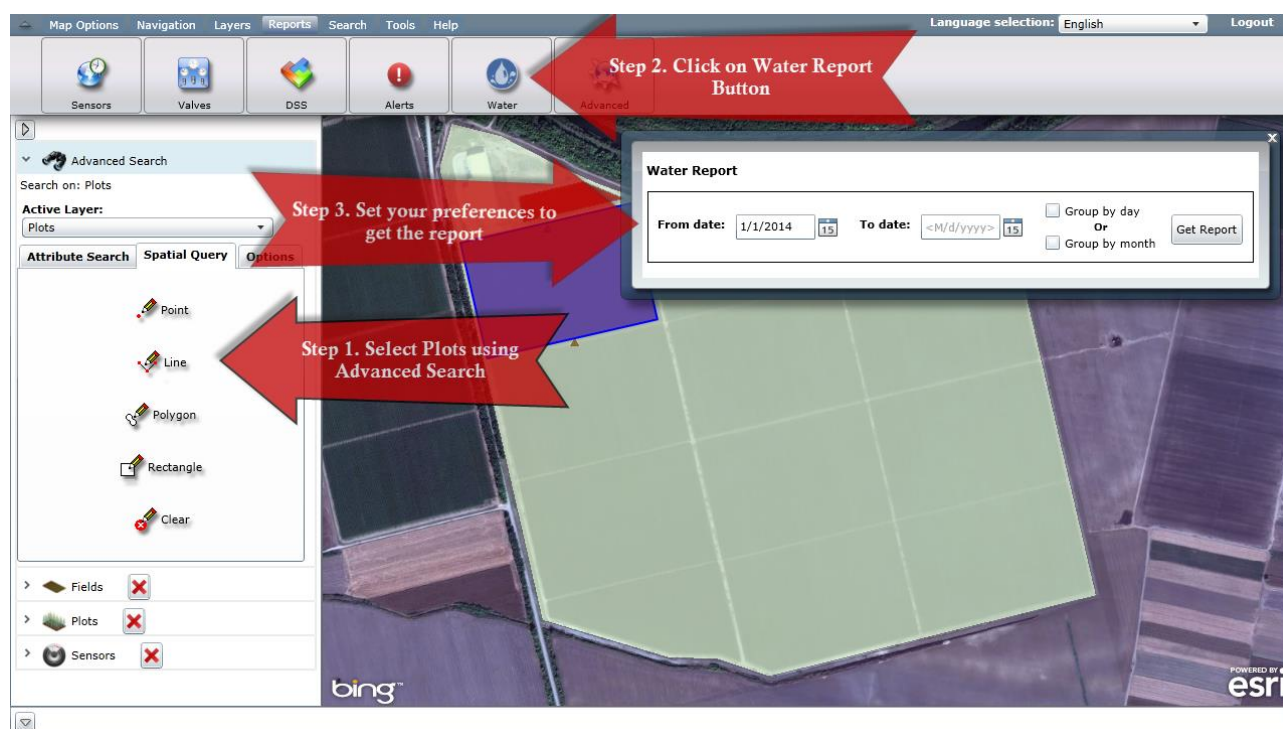 Map Options Navigation Layers Reports Search Tools Help Language selection: English Logout
Sensors Valves DSS Alerts Water Advanced
Step 2. Click on Water Report
Button
Advanced Search
Search on: Plots
Active Layer:
Plots
Attribute Search Spatial Query Options
Point
Line
Polygon
Rectangle
Clear
Fields
Plots
Sensors
Step 3. Set your preferences to
get the report
Step 1. Select Plots using
Advanced Search
Water Report
From date: 1/1/2014 15 To date: <M/d/yyyy> 15
Group by day
Or
Group by month
Get Report
bing™
POWERED BY
esri